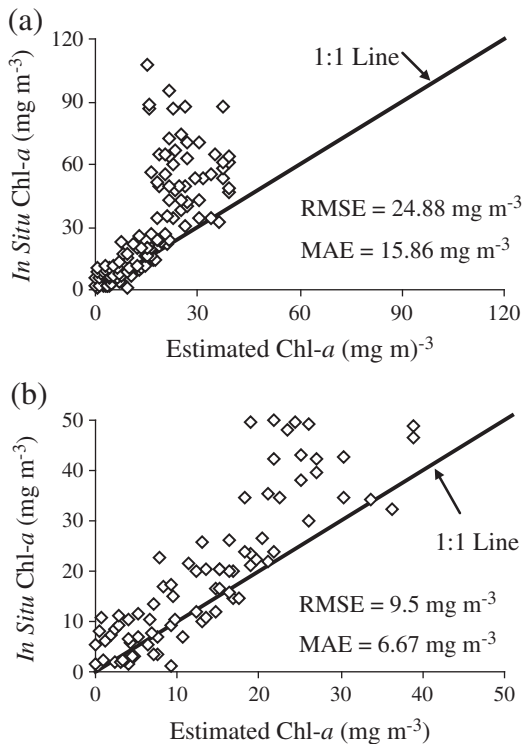 (a)
120
90
60
30
0
In Situ Chl-a (mg m-3)
1:1 Line
RMSE = 24.88 mg m-3
MAE = 15.86 mg m-3
0 30 60 90 120
Estimated Chl-a (mg m)-3
(b)
50
40
30
20
10
0
In Situ Chl-a (mg m-3)
1:1 Line
RMSE = 9.5 mg m-3
MAE = 6.67 mg m-3
0 10 20 30 40 50
Estimated Chl-a (mg m-3)